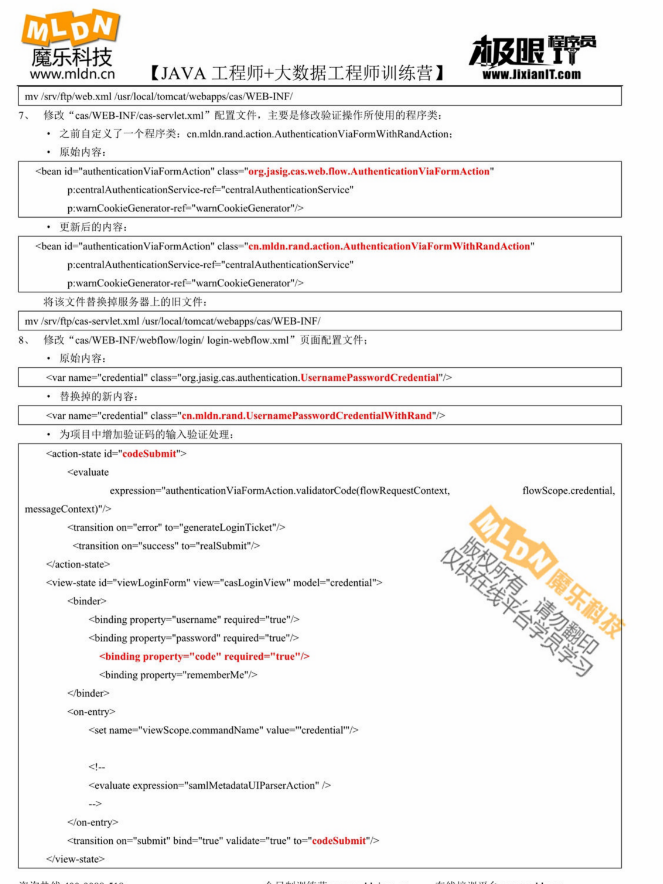 MLDN
魔乐科技
www.mldn.cn
【JAVA 工程师+大数据工程师训练营】
极限程序员 IT
www.JixianIT.com
mv /srv/ftp/web.xml /usr/local/tomcat/webapps/cas/WEB-INF/
7、 修改“cas/WEB-INF/cas-servlet.xml”配置文件，主要是修改验证操作所使用的程序类：
· 之前自定义了一个程序类：cn.mldn.rand.action.AuthenticationViaFormWithRandAction；
· 原始内容：
<bean id="authenticationViaFormAction" class="org.jasig.cas.web.flow.AuthenticationViaFormAction"
p:centralAuthenticationService-ref="centralAuthenticationService"
p:warnCookieGenerator-ref="warnCookieGenerator"/>
· 更新后的内容：
<bean id="authenticationViaFormAction" class="cn.mldn.rand.action.AuthenticationViaFormWithRandAction"
p:centralAuthenticationService-ref="centralAuthenticationService"
p:warnCookieGenerator-ref="warnCookieGenerator"/>
将该文件替换掉服务器上的旧文件：
mv /srv/ftp/cas-servlet.xml /usr/local/tomcat/webapps/cas/WEB-INF/
8、 修改“cas/WEB-INF/webflow/login/ login-webflow.xml”页面配置文件；
· 原始内容：
<var name="credential" class="org.jasig.cas.authentication.UsernamePasswordCredential"/>
· 替换掉的新内容：
<var name="credential" class="cn.mldn.rand.UsernamePasswordCredentialWithRand"/>
· 为项目中增加验证码的输入验证处理：
<action-state id="codeSubmit">
<evaluate
expression="authenticationViaFormAction.validatorCode(flowRequestContext, flowScope.credential,
messageContext)"/>
<transition on="error" to="generateLoginTicket"/>
<transition on="success" to="realSubmit"/>
</action-state>
<view-state id="viewLoginForm" view="casLoginView" model="credential">
<binder>
<binding property="username" required="true"/>
<binding property="password" required="true"/>
<binding property="code" required="true"/>
<binding property="rememberMe"/>
</binder>
<on-entry>
<set name="viewScope.commandName" value="'credential'"/>
<!--
<evaluate expression="samlMetadataUIParserAction" />
-->
</on-entry>
<transition on="submit" bind="true" validate="true" to="codeSubmit"/>
</view-state>
MLDN 魔乐科技
版权所有，请勿翻印
仅供在线平台学员学习